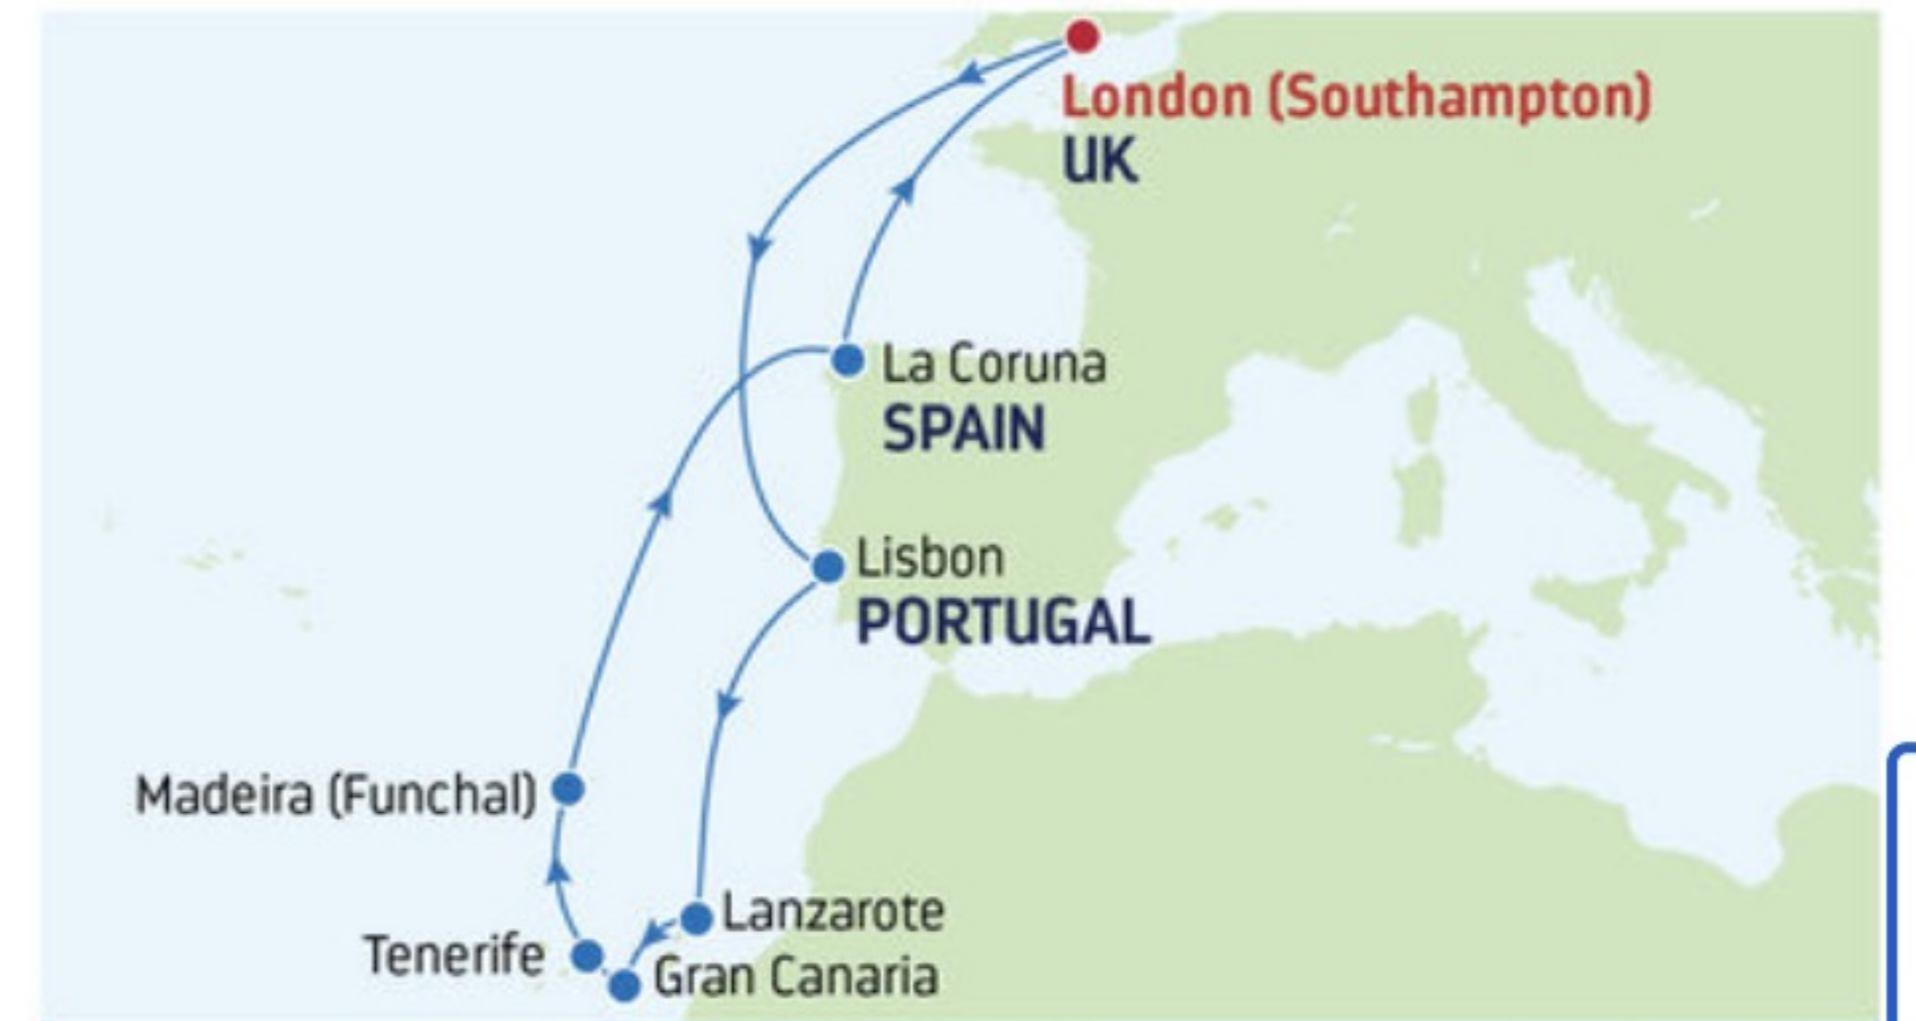 London (Southampton)
UK
La Coruna
SPAIN
Lisbon
PORTUGAL
Madeira (Funchal)
Lanzarote
Tenerife
Gran Canaria